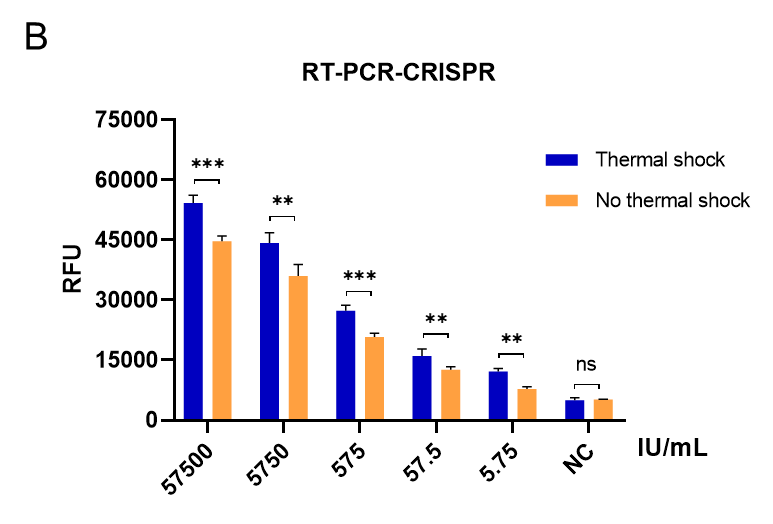 B
RT-PCR-CRISPR
75000
60000
45000
30000
15000
0
RFU
***
**
***
**
**
ns
Thermal shock
No thermal shock
57500
5750
575
57.5
5.75
NC
IU/mL